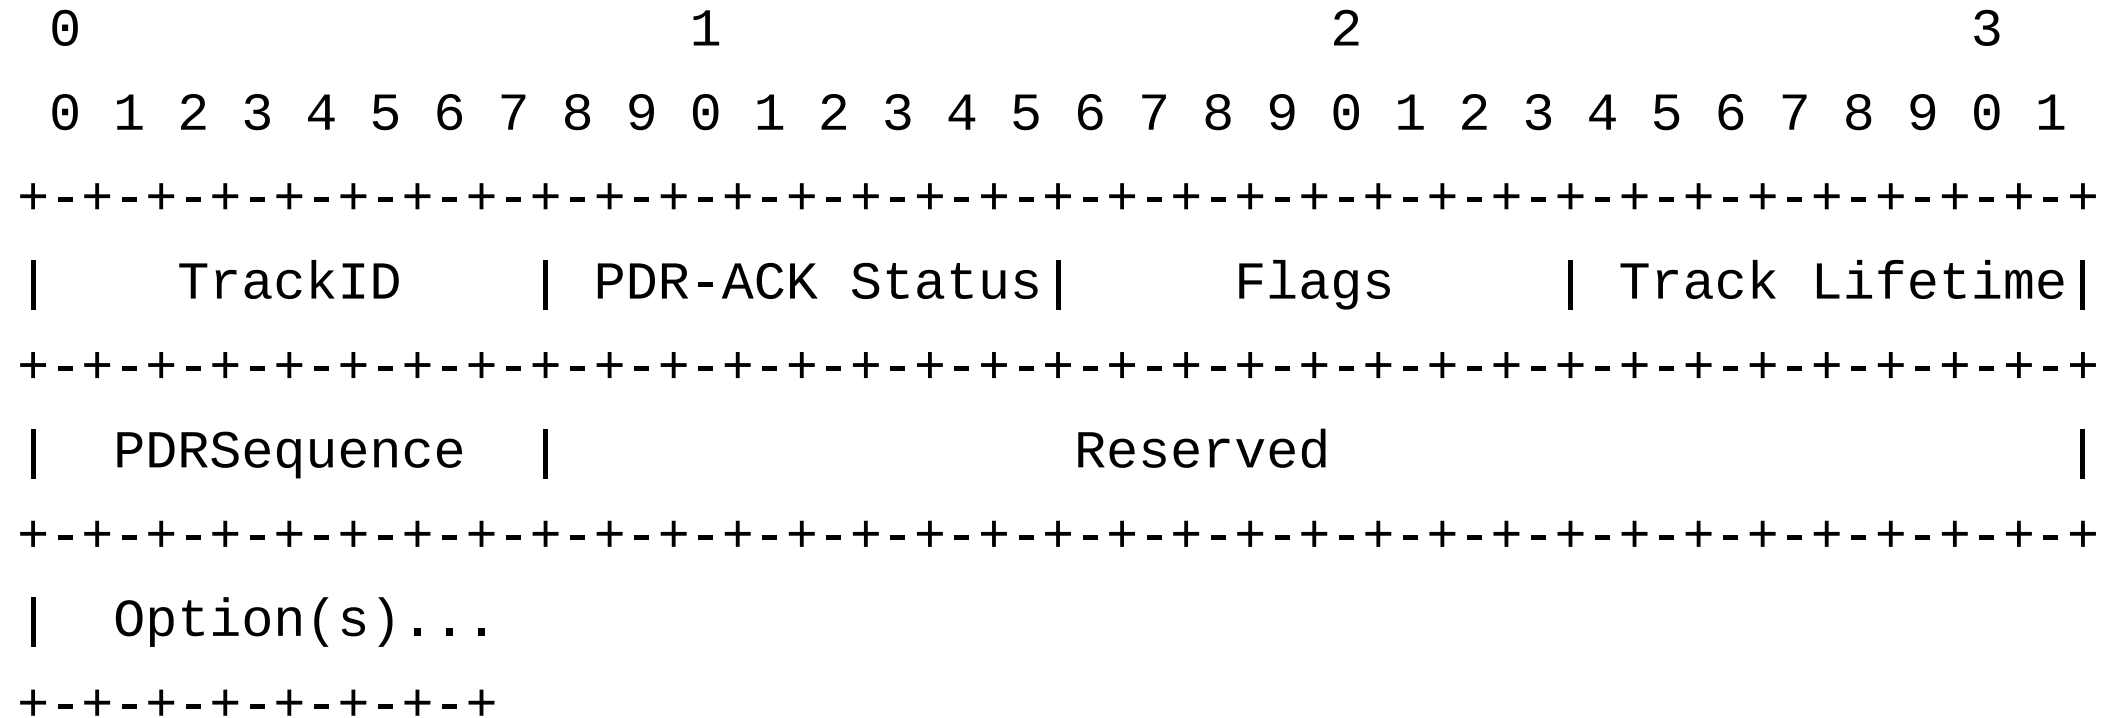 0                   1                   2                   3
 0 1 2 3 4 5 6 7 8 9 0 1 2 3 4 5 6 7 8 9 0 1 2 3 4 5 6 7 8 9 0 1
+-+-+-+-+-+-+-+-+-+-+-+-+-+-+-+-+-+-+-+-+-+-+-+-+-+-+-+-+-+-+-+-+
|    TrackID    | PDR-ACK Status|     Flags     | Track Lifetime|
+-+-+-+-+-+-+-+-+-+-+-+-+-+-+-+-+-+-+-+-+-+-+-+-+-+-+-+-+-+-+-+-+
|  PDRSequence  |                Reserved                       |
+-+-+-+-+-+-+-+-+-+-+-+-+-+-+-+-+-+-+-+-+-+-+-+-+-+-+-+-+-+-+-+-+
|  Option(s)...
+-+-+-+-+-+-+-+